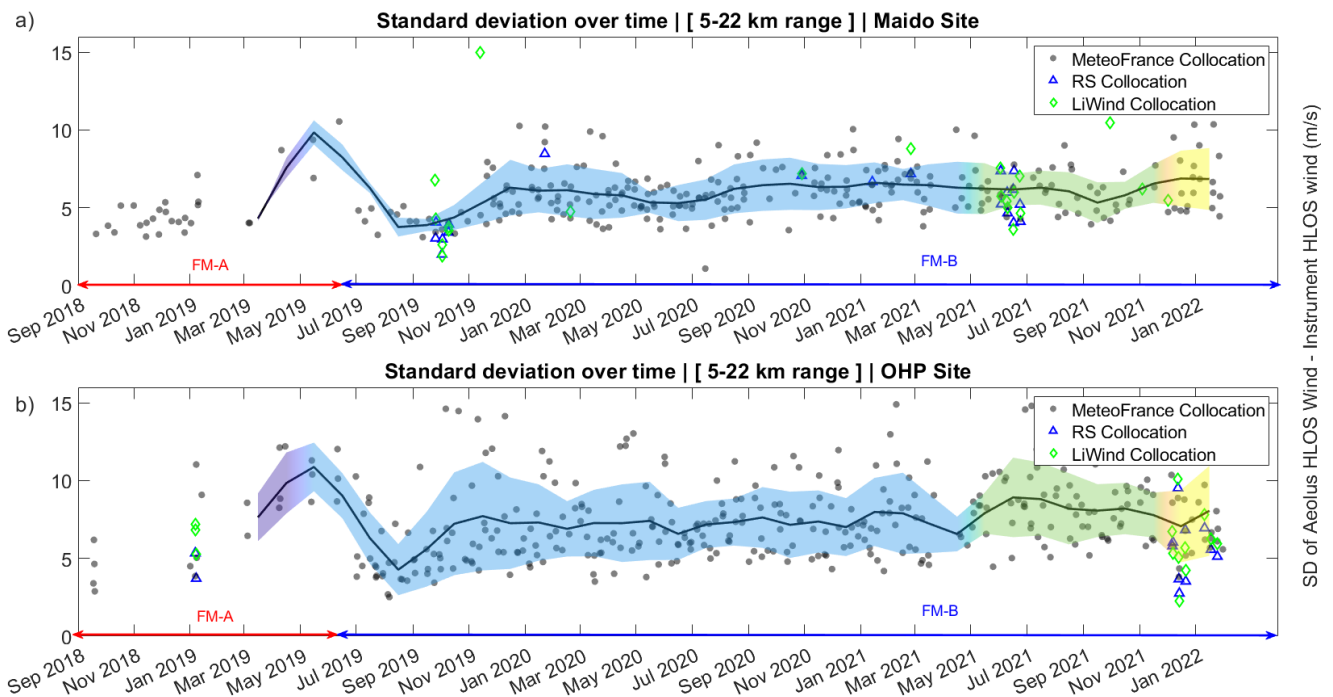 a)
Standard deviation over time | [ 5-22 km range ] | Maido Site
15
10
5
0
MeteoFrance Collocation
RS Collocation
LiWind Collocation
FM-A
FM-B
Sep 2018
Nov 2018
Jan 2019
Mar 2019
May 2019
Jul 2019
Sep 2019
Nov 2019
Jan 2020
Mar 2020
May 2020
Jul 2020
Sep 2020
Nov 2020
Jan 2021
Mar 2021
May 2021
Jul 2021
Sep 2021
Nov 2021
Jan 2022
b)
Standard deviation over time | [ 5-22 km range ] | OHP Site
15
10
5
0
MeteoFrance Collocation
RS Collocation
LiWind Collocation
FM-A
FM-B
Sep 2018
Nov 2018
Jan 2019
Mar 2019
May 2019
Jul 2019
Sep 2019
Nov 2019
Jan 2020
Mar 2020
May 2020
Jul 2020
Sep 2020
Nov 2020
Jan 2021
Mar 2021
May 2021
Jul 2021
Sep 2021
Nov 2021
Jan 2022
SD of Aeolus HLOS Wind - Instrument HLOS wind (m/s)